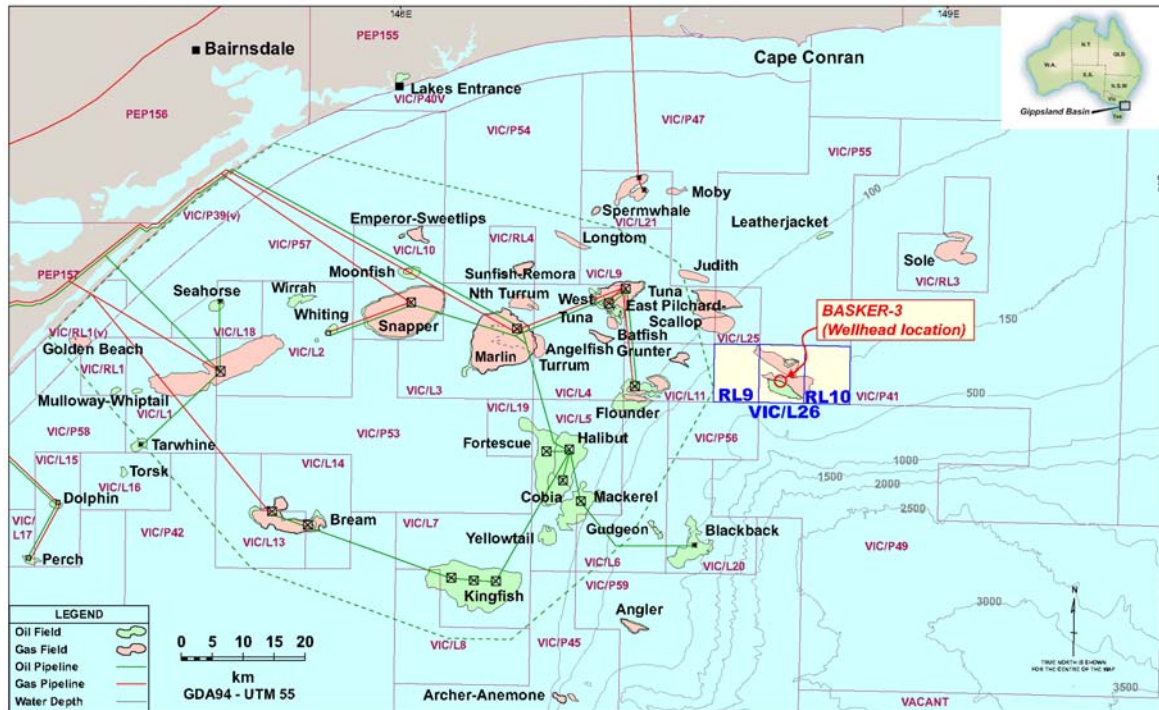 148E
149E
PEP155
Bairnsdale
Cape Conran
Lakes Entrance
VIC/P40V
PEP156
VIC/P54
VIC/P47
VIC/P55
W.A.
N.T
QLD
S.A.
N.S.W
Vic
Tas
Gippsland Basin
100
Moby
Spermwhale
VIC/L21
Leatherjacket
VIC/P39(v)
Emperor-Sweetlips
VIC/L10
VIC/RL4
Longtom
Sole
VIC/RL3
VIC/P57
PEP157
Moonfish
Sunfish-Remora
VIC/L9
Judith
Seahorse
Wirrah
Whiting
Snapper
Nth Turrum
West
Tuna
Tuna
East Pilchard-
Scallop
BASKER-3
(Wellhead location)
150
VIC/RL1(v)
Golden Beach
VIC/L18
VIC/L2
Marlin
Angelfish
Turrum
Batfish
Grunter
VIC/L25
VIC/RL1
Mulloway-Whiptail
VIC/L1
VIC/L3
VIC/L4
VIC/L11
RL9
RL10
VIC/L26
VIC/P41
500
Flounder
VIC/L19
VIC/L5
VIC/P58
VIC/P53
Fortescue
Halibut
VIC/P56
Tarwhine
VIC/L15
Torsk
VIC/L16
VIC/L14
1000
1500
2000
2500
Dolphin
Cobia
Mackerel
VIC/
L17
VIC/P42
VIC/L13
Bream
VIC/L7
Yellowtail
Gudgeon
Blackback
VIC/P49
Perch
VIC/L6
VIC/L20
Kingfish
VIC/P59
Angler
3000
N
LEGEND
Oil Field
Gas Field
Oil Pipeline
Gas Pipeline
Water Depth
0 5 10 15 20
km
GDA94 - UTM 55
VIC/L8
VIC/P45
TRUE NORTH IS SHOWN
FOR THE CENTRE OF THE MAP
Archer-Anemone
VACANT
3500